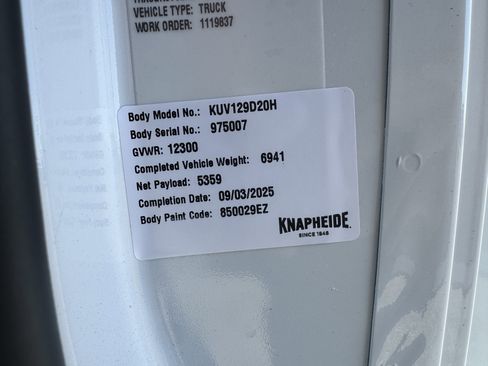 VEHICLE TYPE: TRUCK
WORK ORDER: 1119837
Body Model No.: KUV129D20H
Body Serial No.: 975007
GVWR: 12300
Completed Vehicle Weight: 6941
Net Payload: 5359
Completion Date: 09/03/2025
Body Paint Code: 850029EZ
KNAPHEIDE.
SINCE 1848